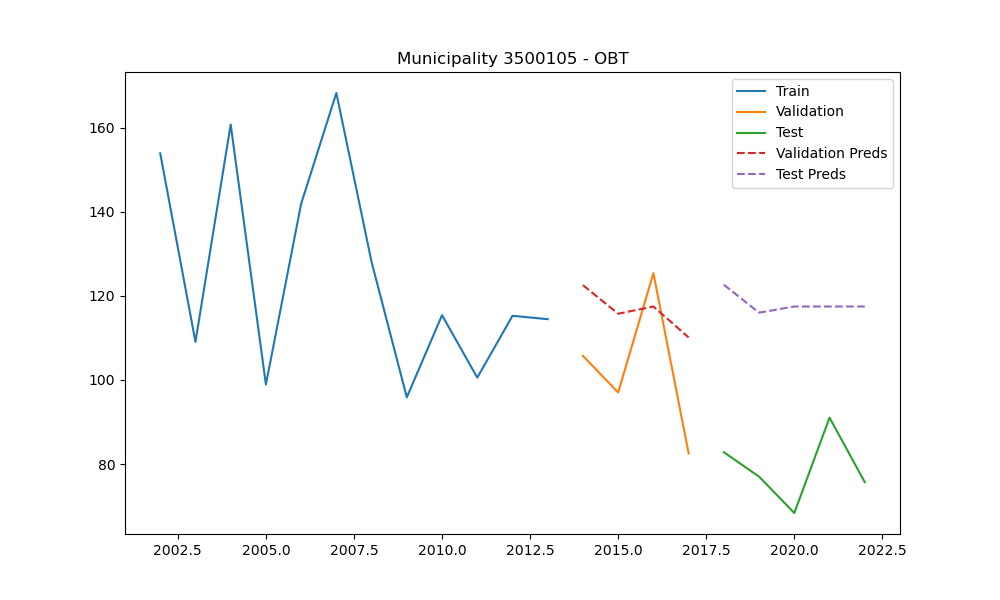 Municipality 3500105 - OBT
Train
Validation
Test
Validation Preds
Test Preds
160
140
120
100
80
2002.5 2005.0 2007.5 2010.0 2012.5 2015.0 2017.5 2020.0 2022.5